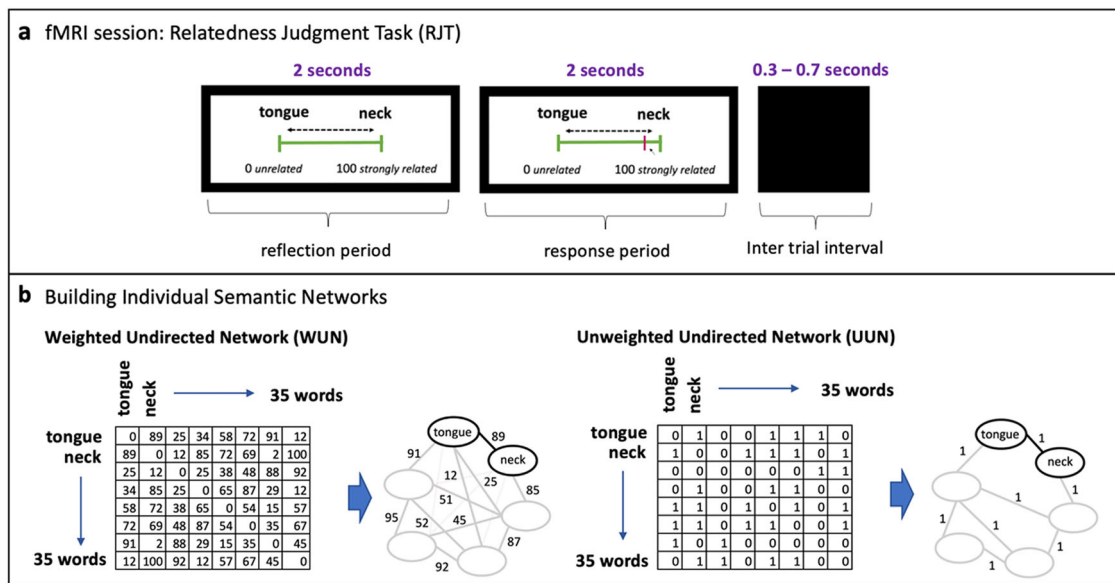 a fMRI session: Relatedness Judgment Task (RJT)
2 seconds
2 seconds
0.3 – 0.7 seconds
tongue neck
0 unrelated 100 strongly related
tongue neck
0 unrelated 100 strongly related
reflection period
response period
Inter trial interval
b Building Individual Semantic Networks
Weighted Undirected Network (WUN)
tongue
neck
35 words
tongue
neck
35 words
0 89 25 34 58 72 91 12
89 0 12 85 72 69 2 100
25 12 0 25 38 48 88 92
34 85 25 0 65 87 29 12
58 72 38 65 0 54 15 57
72 69 48 87 54 0 35 67
91 2 88 29 15 35 0 45
12 100 92 12 57 67 45 0
tongue
89
neck
91
12
25
85
51
95
52
45
87
92
Unweighted Undirected Network (UUN)
tongue
neck
35 words
tongue
neck
35 words
0 1 0 0 1 1 1 0
1 0 0 1 1 1 0 1
0 0 0 0 0 0 1 1
0 1 0 0 1 1 0 0
1 1 0 1 0 1 0 1
1 1 0 1 1 0 0 1
1 0 1 0 0 0 0 0
0 1 1 0 1 1 0 0
tongue
1
neck
1
1
1
1
1
1
1